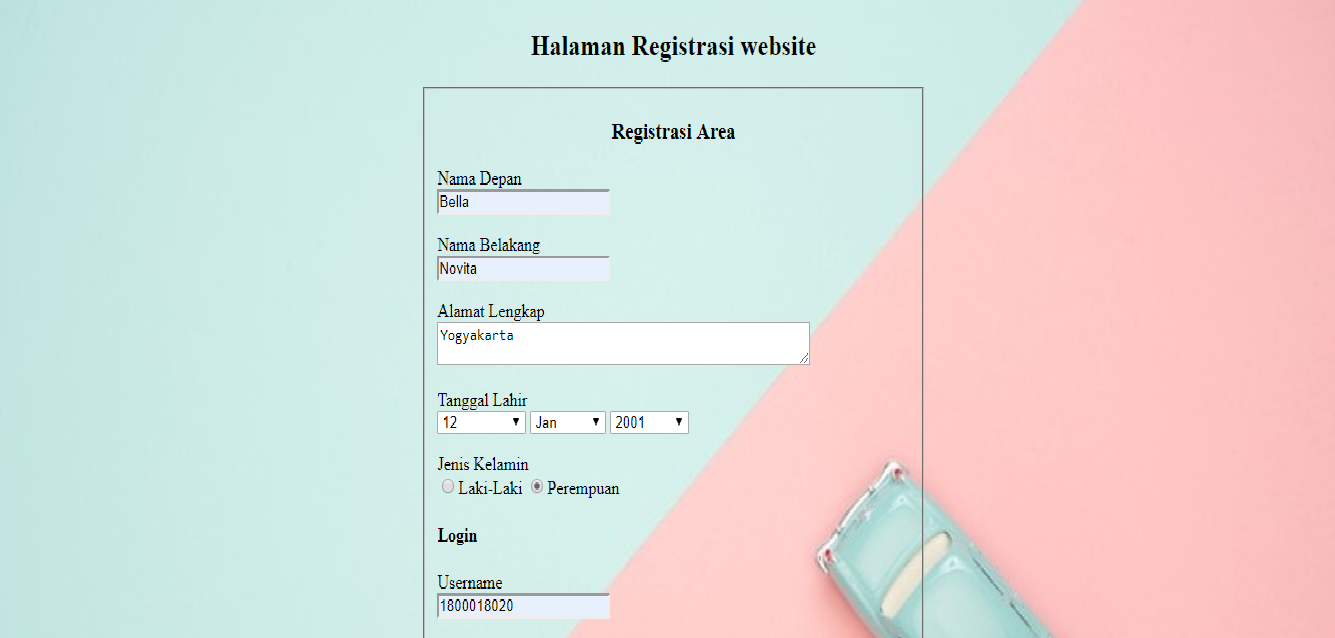 Halaman Registrasi website
Registrasi Area
Nama Depan
Bella
Nama Belakang
Novita
Alamat Lengkap
Yogyakarta
Tanggal Lahir
12 Jan 2001
Jenis Kelamin
Laki-Laki Perempuan
Login
Username
1800018020